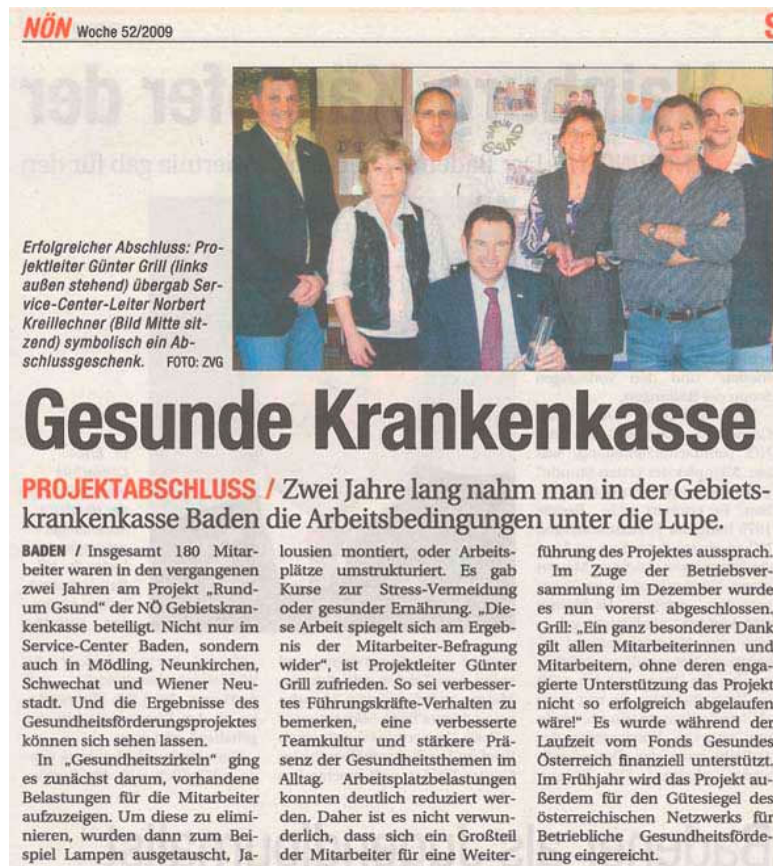 NÖN Woche 52/2009
S
RUNDUM
GSUND
Erfolgreicher Abschluss: Pro-
jektleiter Günter Grill (links
außen stehend) übergab Ser-
vice-Center-Leiter Norbert
Kreillechner (Bild Mitte sit-
zend) symbolisch ein Ab-
schlussgeschenk. FOTO: ZVG
Gesunde Krankenkasse
PROJEKTABSCHLUSS / Zwei Jahre lang nahm man in der Gebiets-
krankenkasse Baden die Arbeitsbedingungen unter die Lupe.
BADEN / Insgesamt 180 Mitar-
beiter waren in den vergangenen
zwei Jahren am Projekt „Rund-
um Gsund“ der NÖ Gebietskran-
kenkasse beteiligt. Nicht nur im
Service-Center Baden, sondern
auch in Mödling, Neunkirchen,
Schwechat und Wiener Neu-
stadt. Und die Ergebnisse des
Gesundheitsförderungsprojektes
können sich sehen lassen.
In „Gesundheitszirkeln“ ging
es zunächst darum, vorhandene
Belastungen für die Mitarbeiter
aufzuzeigen. Um diese zu elimi-
nieren, wurden dann zum Bei-
spiel Lampen ausgetauscht, Ja-
lousien montiert, oder Arbeits-
plätze umstrukturiert. Es gab
Kurse zur Stress-Vermeidung
oder gesunder Ernährung. „Die-
se Arbeit spiegelt sich am Ergeb-
nis der Mitarbeiter-Befragung
wider“, ist Projektleiter Günter
Grill zufrieden. So sei verbesser-
tes Führungskräfte-Verhalten zu
bemerken, eine verbesserte
Teamkultur und stärkere Prä-
senz der Gesundheitsthemen im
Alltag. Arbeitsplatzbelastungen
konnten deutlich reduziert wer-
den. Daher ist es nicht verwun-
derlich, dass sich ein Großteil
der Mitarbeiter für eine Weiter-
führung des Projektes aussprach.
Im Zuge der Betriebsver-
sammlung im Dezember wurde
es nun vorerst abgeschlossen.
Grill: „Ein ganz besonderer Dank
gilt allen Mitarbeiterinnen und
Mitarbeitern, ohne deren enga-
gierte Unterstützung das Projekt
nicht so erfolgreich abgelaufen
wäre!“ Es wurde während der
Laufzeit vom Fonds Gesundes
Österreich finanziell unterstützt.
Im Frühjahr wird das Projekt au-
ßerdem für den Gütesiegel des
österreichischen Netzwerks für
Betriebliche Gesundheitsförde-
rung eingereicht.